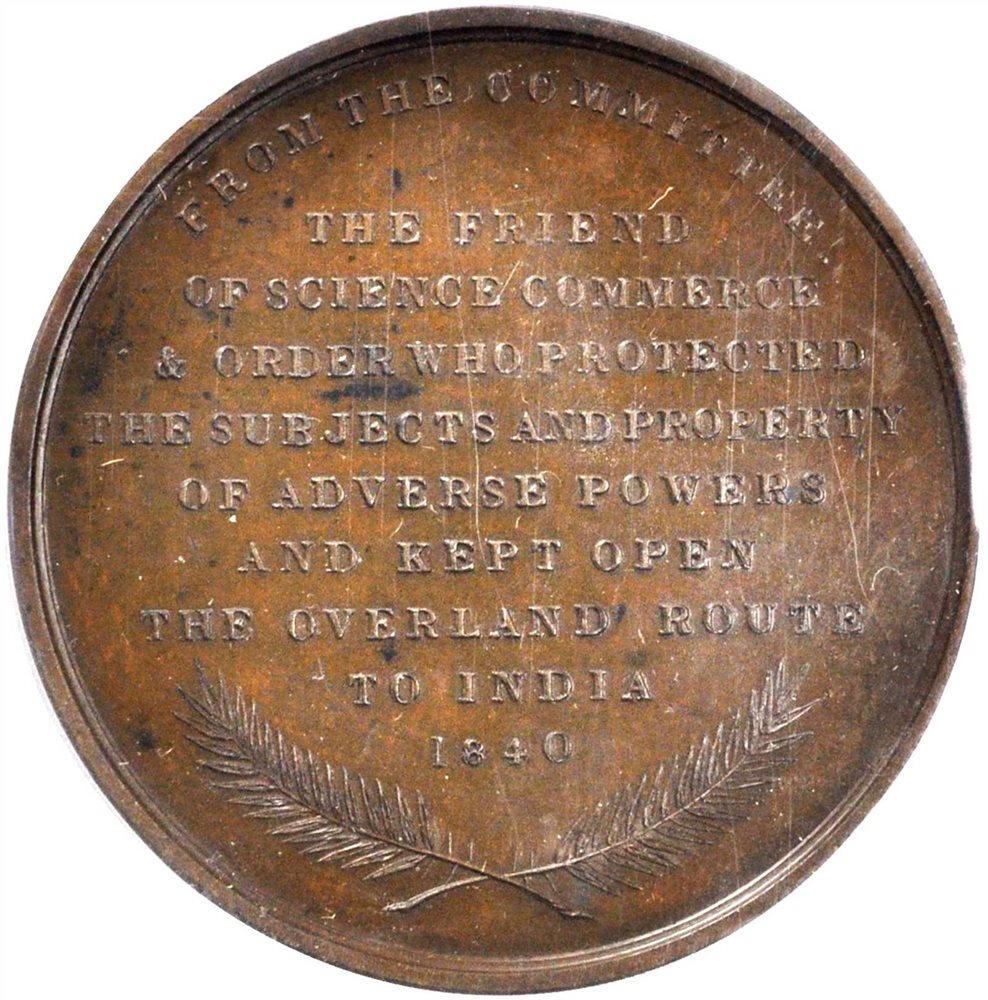 FROM THE COMMITTEE.
THE FRIEND
OF SCIENCE COMMERCE
& ORDER WHO PROTECTED
THE SUBJECTS AND PROPERTY
OF ADVERSE POWERS
AND KEPT OPEN
THE OVERLAND ROUTE
TO INDIA
1840